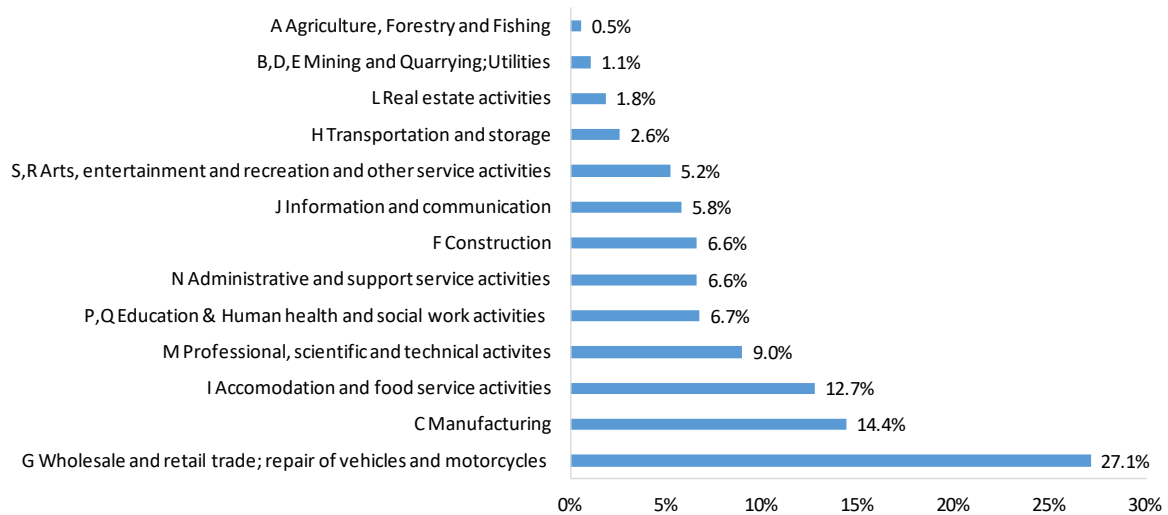 A Agriculture, Forestry and Fishing 0.5%
B,D,E Mining and Quarrying;Utilities 1.1%
L Real estate activities 1.8%
H Transportation and storage 2.6%
S,R Arts, entertainment and recreation and other service activities 5.2%
J Information and communication 5.8%
F Construction 6.6%
N Administrative and support service activities 6.6%
P,Q Education & Human health and social work activities 6.7%
M Professional, scientific and technical activites 9.0%
I Accomodation and food service activities 12.7%
C Manufacturing 14.4%
G Wholesale and retail trade; repair of vehicles and motorcycles 27.1%
0% 5% 10% 15% 20% 25% 30%